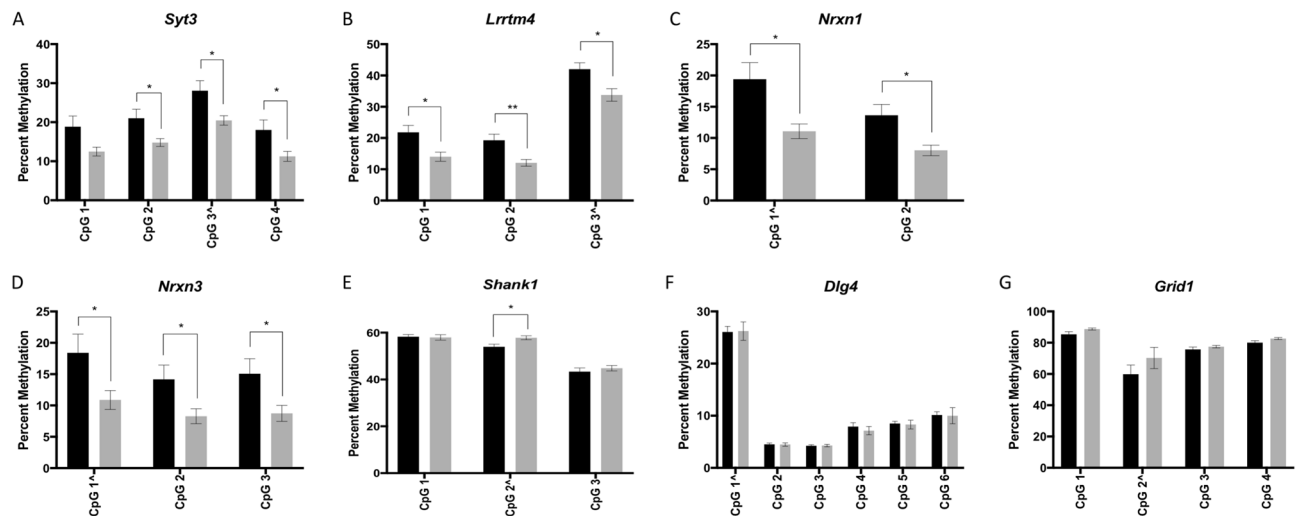 A
Syt3
Percent Methylation
40
30
20
10
0
*
*
*
CpG 1
CpG 2
CpG 3^
CpG 4
B
Lrrtm4
Percent Methylation
50
40
30
20
10
0
*
**
*
CpG 1
CpG 2
CpG 3^
C
Nrxn1
Percent Methylation
25
20
15
10
5
0
*
*
CpG 1^
CpG 2
D
Nrxn3
Percent Methylation
25
20
15
10
5
0
*
*
*
CpG 1^
CpG 2
CpG 3
E
Shank1
Percent Methylation
60
40
20
0
*
CpG 1
CpG 2^
CpG 3
F
Dlg4
Percent Methylation
30
20
10
0
CpG 1^
CpG 2
CpG 3
CpG 4
CpG 5
CpG 6
G
Grid1
Percent Methylation
100
80
60
40
20
0
CpG 1
CpG 2^
CpG 3
CpG 4